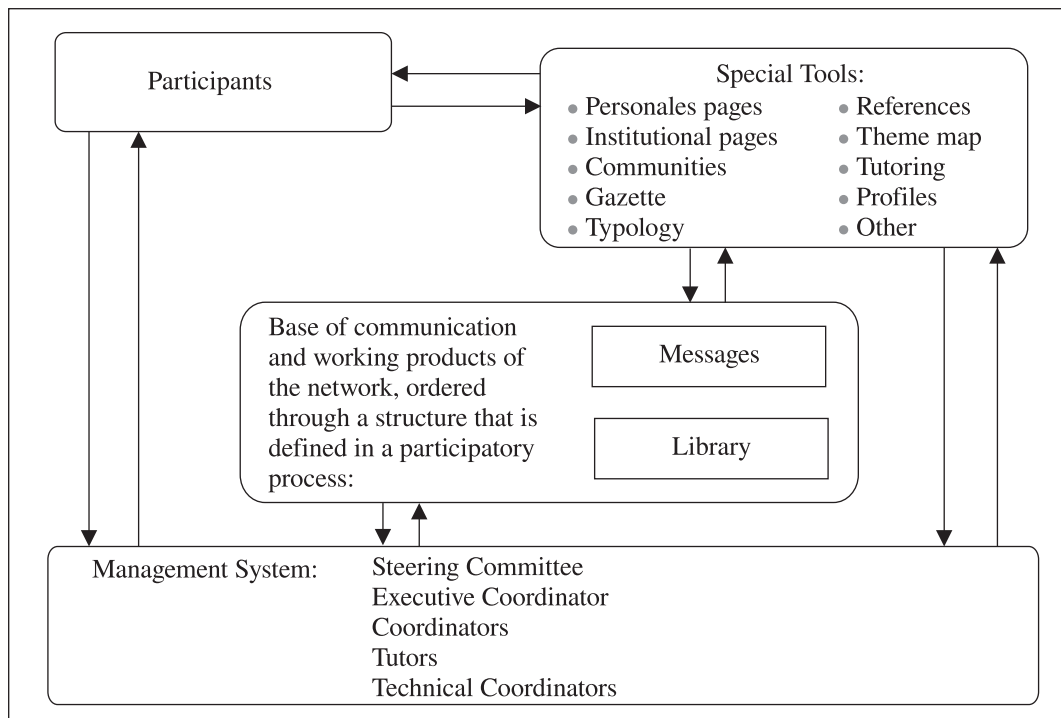 Participants
Special Tools:
● Personales pages
● Institutional pages
● Communities
● Gazette
● Typology
● References
● Theme map
● Tutoring
● Profiles
● Other
Base of communication
and working products of
the network, ordered
through a structure that is
defined in a participatory
process:
Messages
Library
Management System:
Steering Committee
Executive Coordinator
Coordinators
Tutors
Technical Coordinators